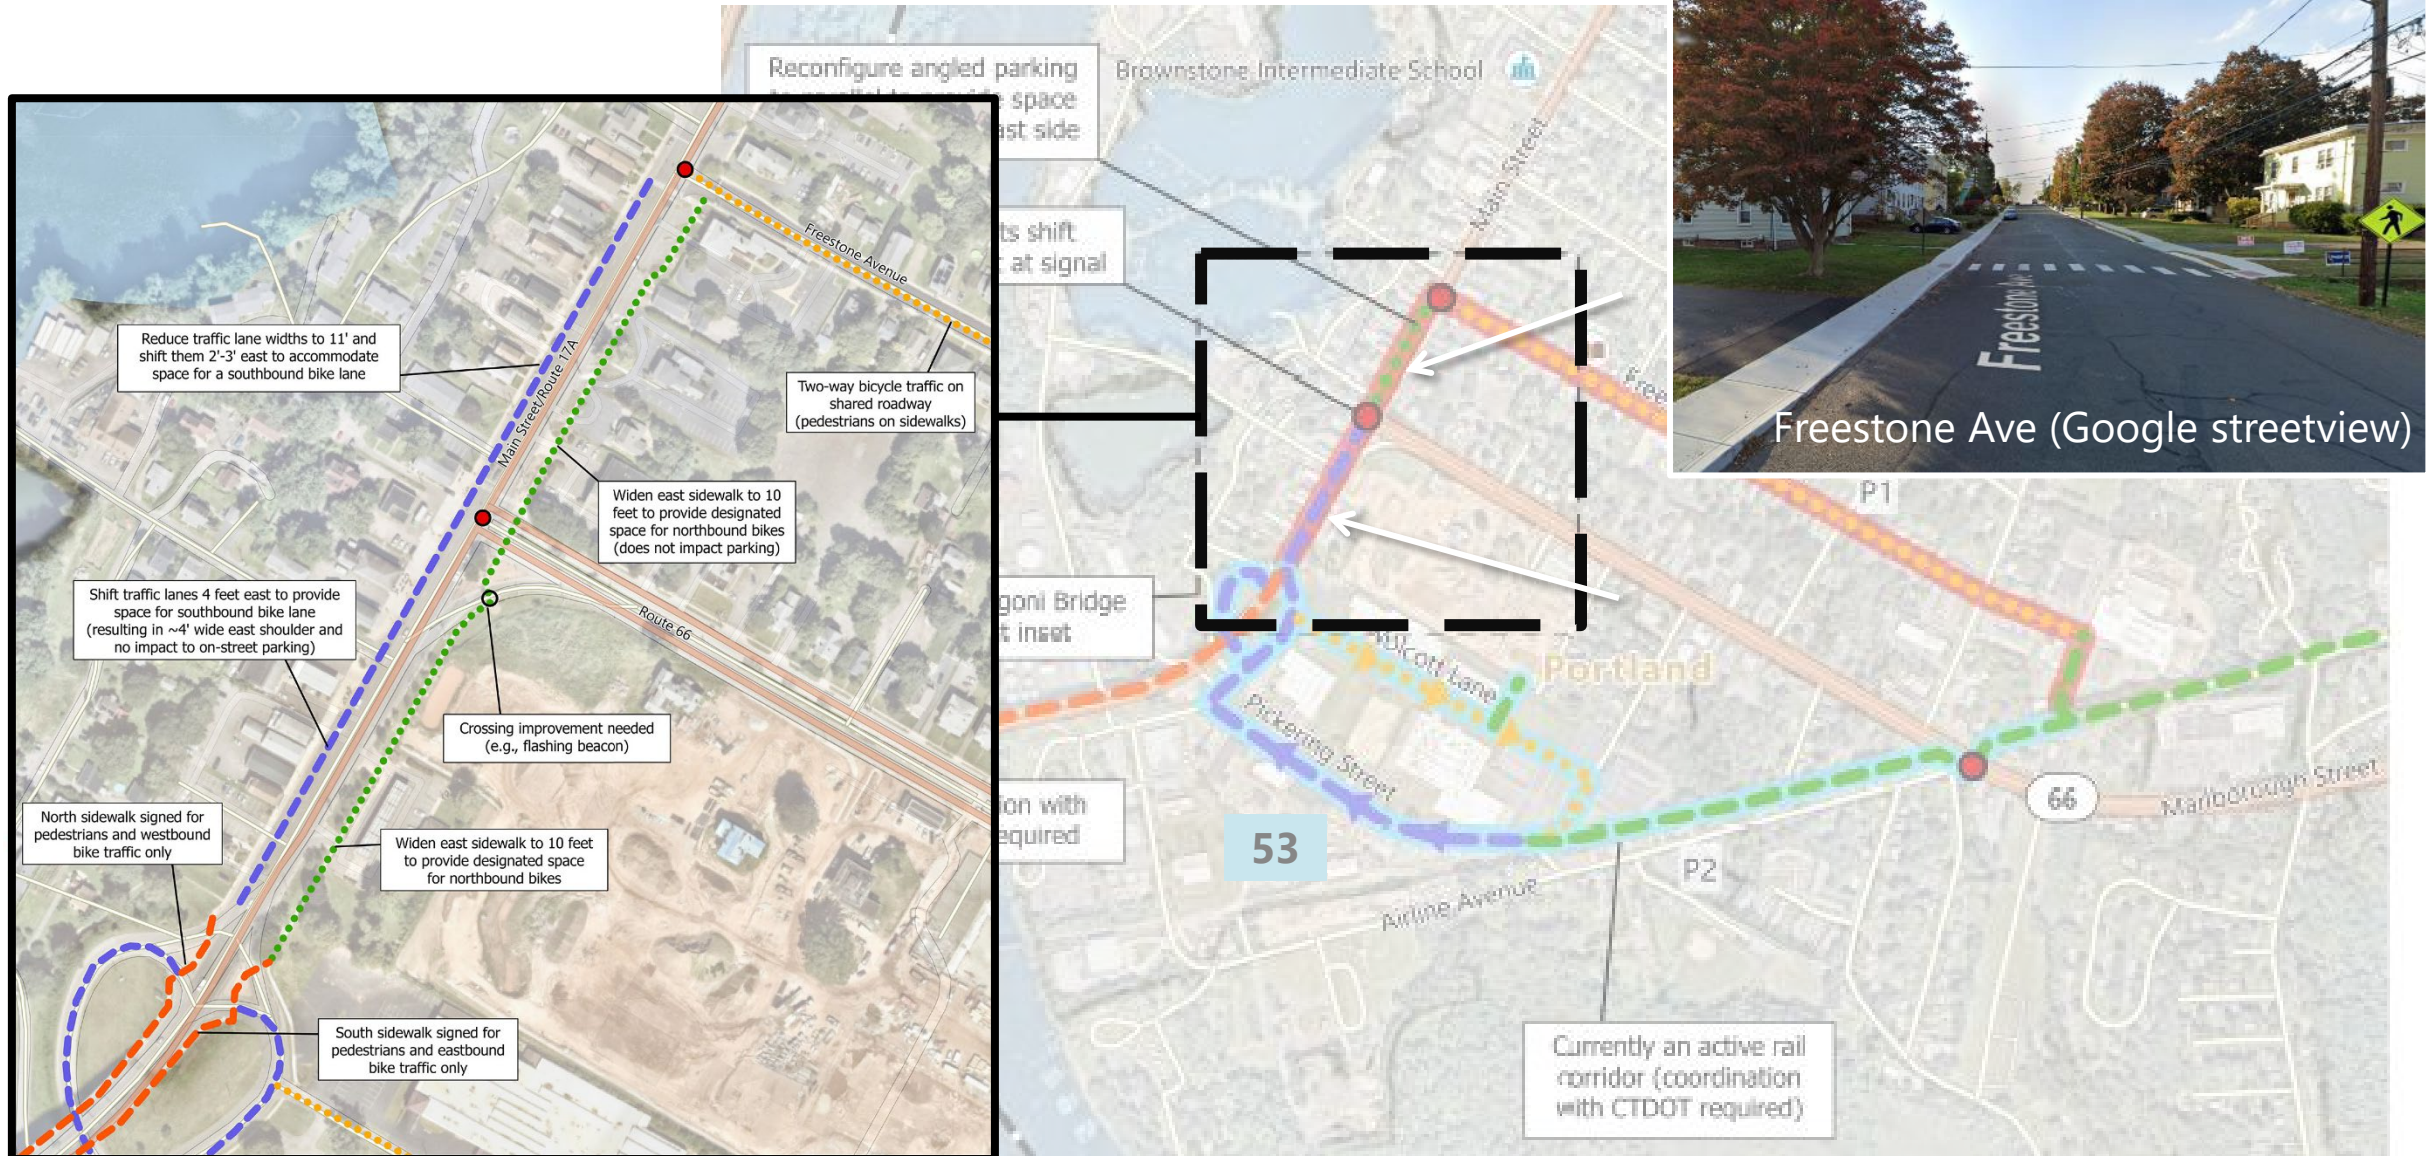 Reconfigure angled parking
space
ast side
Brownstone Intermediate School
Main Street
ts shift
at signal
goni Bridge
t inset
ion with
equired
Freestone Avenue
Reduce traffic lane widths to 11' and
shift them 2'-3' east to accommodate
space for a southbound bike lane
Main Street/Route 17A
Two-way bicycle traffic on
shared roadway
(pedestrians on sidewalks)
Widen east sidewalk to 10
feet to provide designated
space for northbound bikes
(does not impact parking)
Shift traffic lanes 4 feet east to provide
space for southbound bike lane
(resulting in ~4' wide east shoulder and
no impact to on-street parking)
Route 66
Crossing improvement needed
(e.g., flashing beacon)
North sidewalk signed for
pedestrians and westbound
bike traffic only
Widen east sidewalk to 10 feet
to provide designated space
for northbound bikes
South sidewalk signed for
pedestrians and eastbound
bike traffic only
Free
Freestone Ave
Freestone Ave (Google streetview)
P1
Portland
Lane
Pickering Street
53
66
Marlborough Street
P2
Airline Avenue
Currently an active rail
corridor (coordination
with CTDOT required)